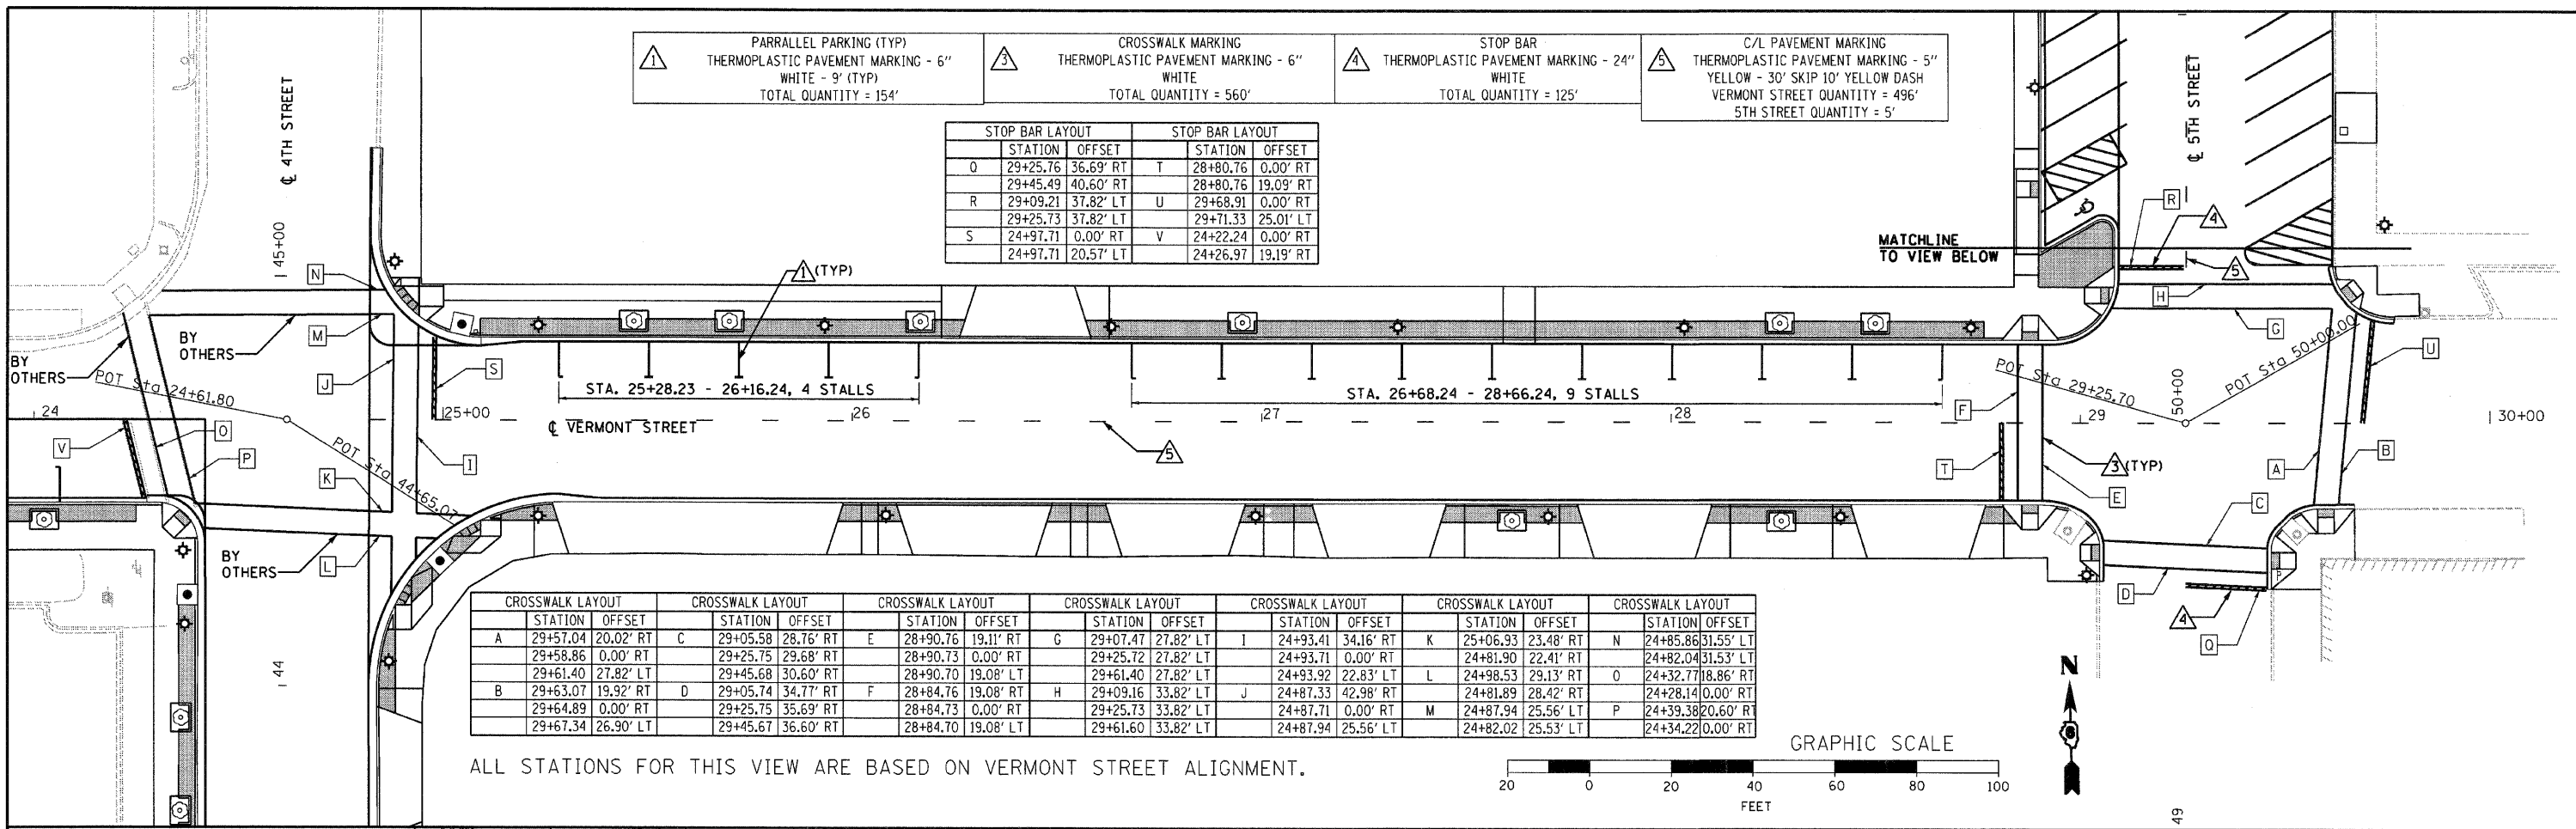 PARRALLEL PARKING (TYP)
THERMOPLASTIC PAVEMENT MARKING - 6"
WHITE - 9' (TYP)
TOTAL QUANTITY = 154'
1
CROSSWALK MARKING
THERMOPLASTIC PAVEMENT MARKING - 6"
WHITE
TOTAL QUANTITY = 560'
3
STOP BAR
THERMOPLASTIC PAVEMENT MARKING - 24"
WHITE
TOTAL QUANTITY = 125'
4
C/L PAVEMENT MARKING
THERMOPLASTIC PAVEMENT MARKING - 5"
YELLOW - 30' SKIP 10' YELLOW DASH
VERMONT STREET QUANTITY = 496'
5TH STREET QUANTITY = 5'
5
STOP BAR LAYOUT STOP BAR LAYOUT
STATION OFFSET STATION OFFSET
Q 29+25.76 36.69' RT T 28+80.76 0.00' RT
29+45.49 40.60' RT 28+80.76 19.09' RT
R 29+09.21 37.82' LT U 29+68.91 0.00' RT
29+25.73 37.82' LT 29+71.33 25.01' LT
S 24+97.71 0.00' RT V 24+22.24 0.00' RT
24+97.71 20.57' LT 24+26.97 19.19' RT
℄ 4TH STREET
45+00
℄ 5TH STREET
MATCHLINE
TO VIEW BELOW
R
4
5
N
1 (TYP)
H
G
M
BY
OTHERS
BY
OTHERS
J
S
U
POT Sta 24+61.80
STA. 25+28.23 - 26+16.24, 4 STALLS
STA. 26+68.24 - 28+66.24, 9 STALLS
POT Sta 29+25.70
50+00
POT Sta 50+00.00
F
24
25+00
26
27
28
29
30+00
℄ VERMONT STREET
V
O
P
POT Sta 44+65.07
I
K
5
T
3 (TYP)
A
B
E
C
BY
OTHERS
L
D
4
Q
44
CROSSWALK LAYOUT CROSSWALK LAYOUT CROSSWALK LAYOUT CROSSWALK LAYOUT CROSSWALK LAYOUT CROSSWALK LAYOUT CROSSWALK LAYOUT
STATION OFFSET STATION OFFSET STATION OFFSET STATION OFFSET STATION OFFSET STATION OFFSET STATION OFFSET
A 29+57.04 20.02' RT C 29+05.58 28.76' RT E 28+90.76 19.11' RT G 29+07.47 27.82' LT I 24+93.41 34.16' RT K 25+06.93 23.48' RT N 24+85.86 31.55' LT
29+58.86 0.00' RT 29+25.75 29.68' RT 28+90.73 0.00' RT 29+25.72 27.82' LT 24+93.71 0.00' RT 24+81.90 22.41' RT 24+82.04 31.53' LT
29+61.40 27.82' LT 29+45.68 30.60' RT 28+90.70 19.08' LT 29+61.40 27.82' LT 24+93.92 22.83' LT L 24+98.53 29.13' RT O 24+32.77 18.86' RT
B 29+63.07 19.92' RT D 29+05.74 34.77' RT F 28+84.76 19.08' RT H 29+09.16 33.82' LT J 24+87.33 42.98' RT 24+81.89 28.42' RT 24+28.14 0.00' RT
29+64.89 0.00' RT 29+25.75 35.69' RT 28+84.73 0.00' RT 29+25.73 33.82' LT 24+87.71 0.00' RT M 24+87.94 25.56' LT P 24+39.38 20.60' RT
29+67.34 26.90' LT 29+45.67 36.60' RT 28+84.70 19.08' LT 29+61.60 33.82' LT 24+87.94 25.56' LT 24+82.02 25.53' LT 24+34.22 0.00' RT
ALL STATIONS FOR THIS VIEW ARE BASED ON VERMONT STREET ALIGNMENT.
GRAPHIC SCALE
20 0 20 40 60 80 100
FEET
N
49